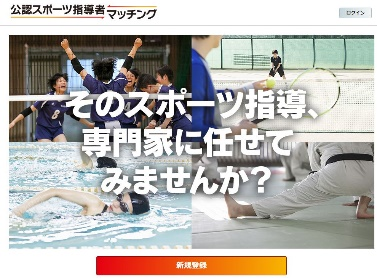 公認スポーツ指導者
マッチング
ログイン
そのスポーツ指導、
専門家に任せて
みませんか?
新規登録